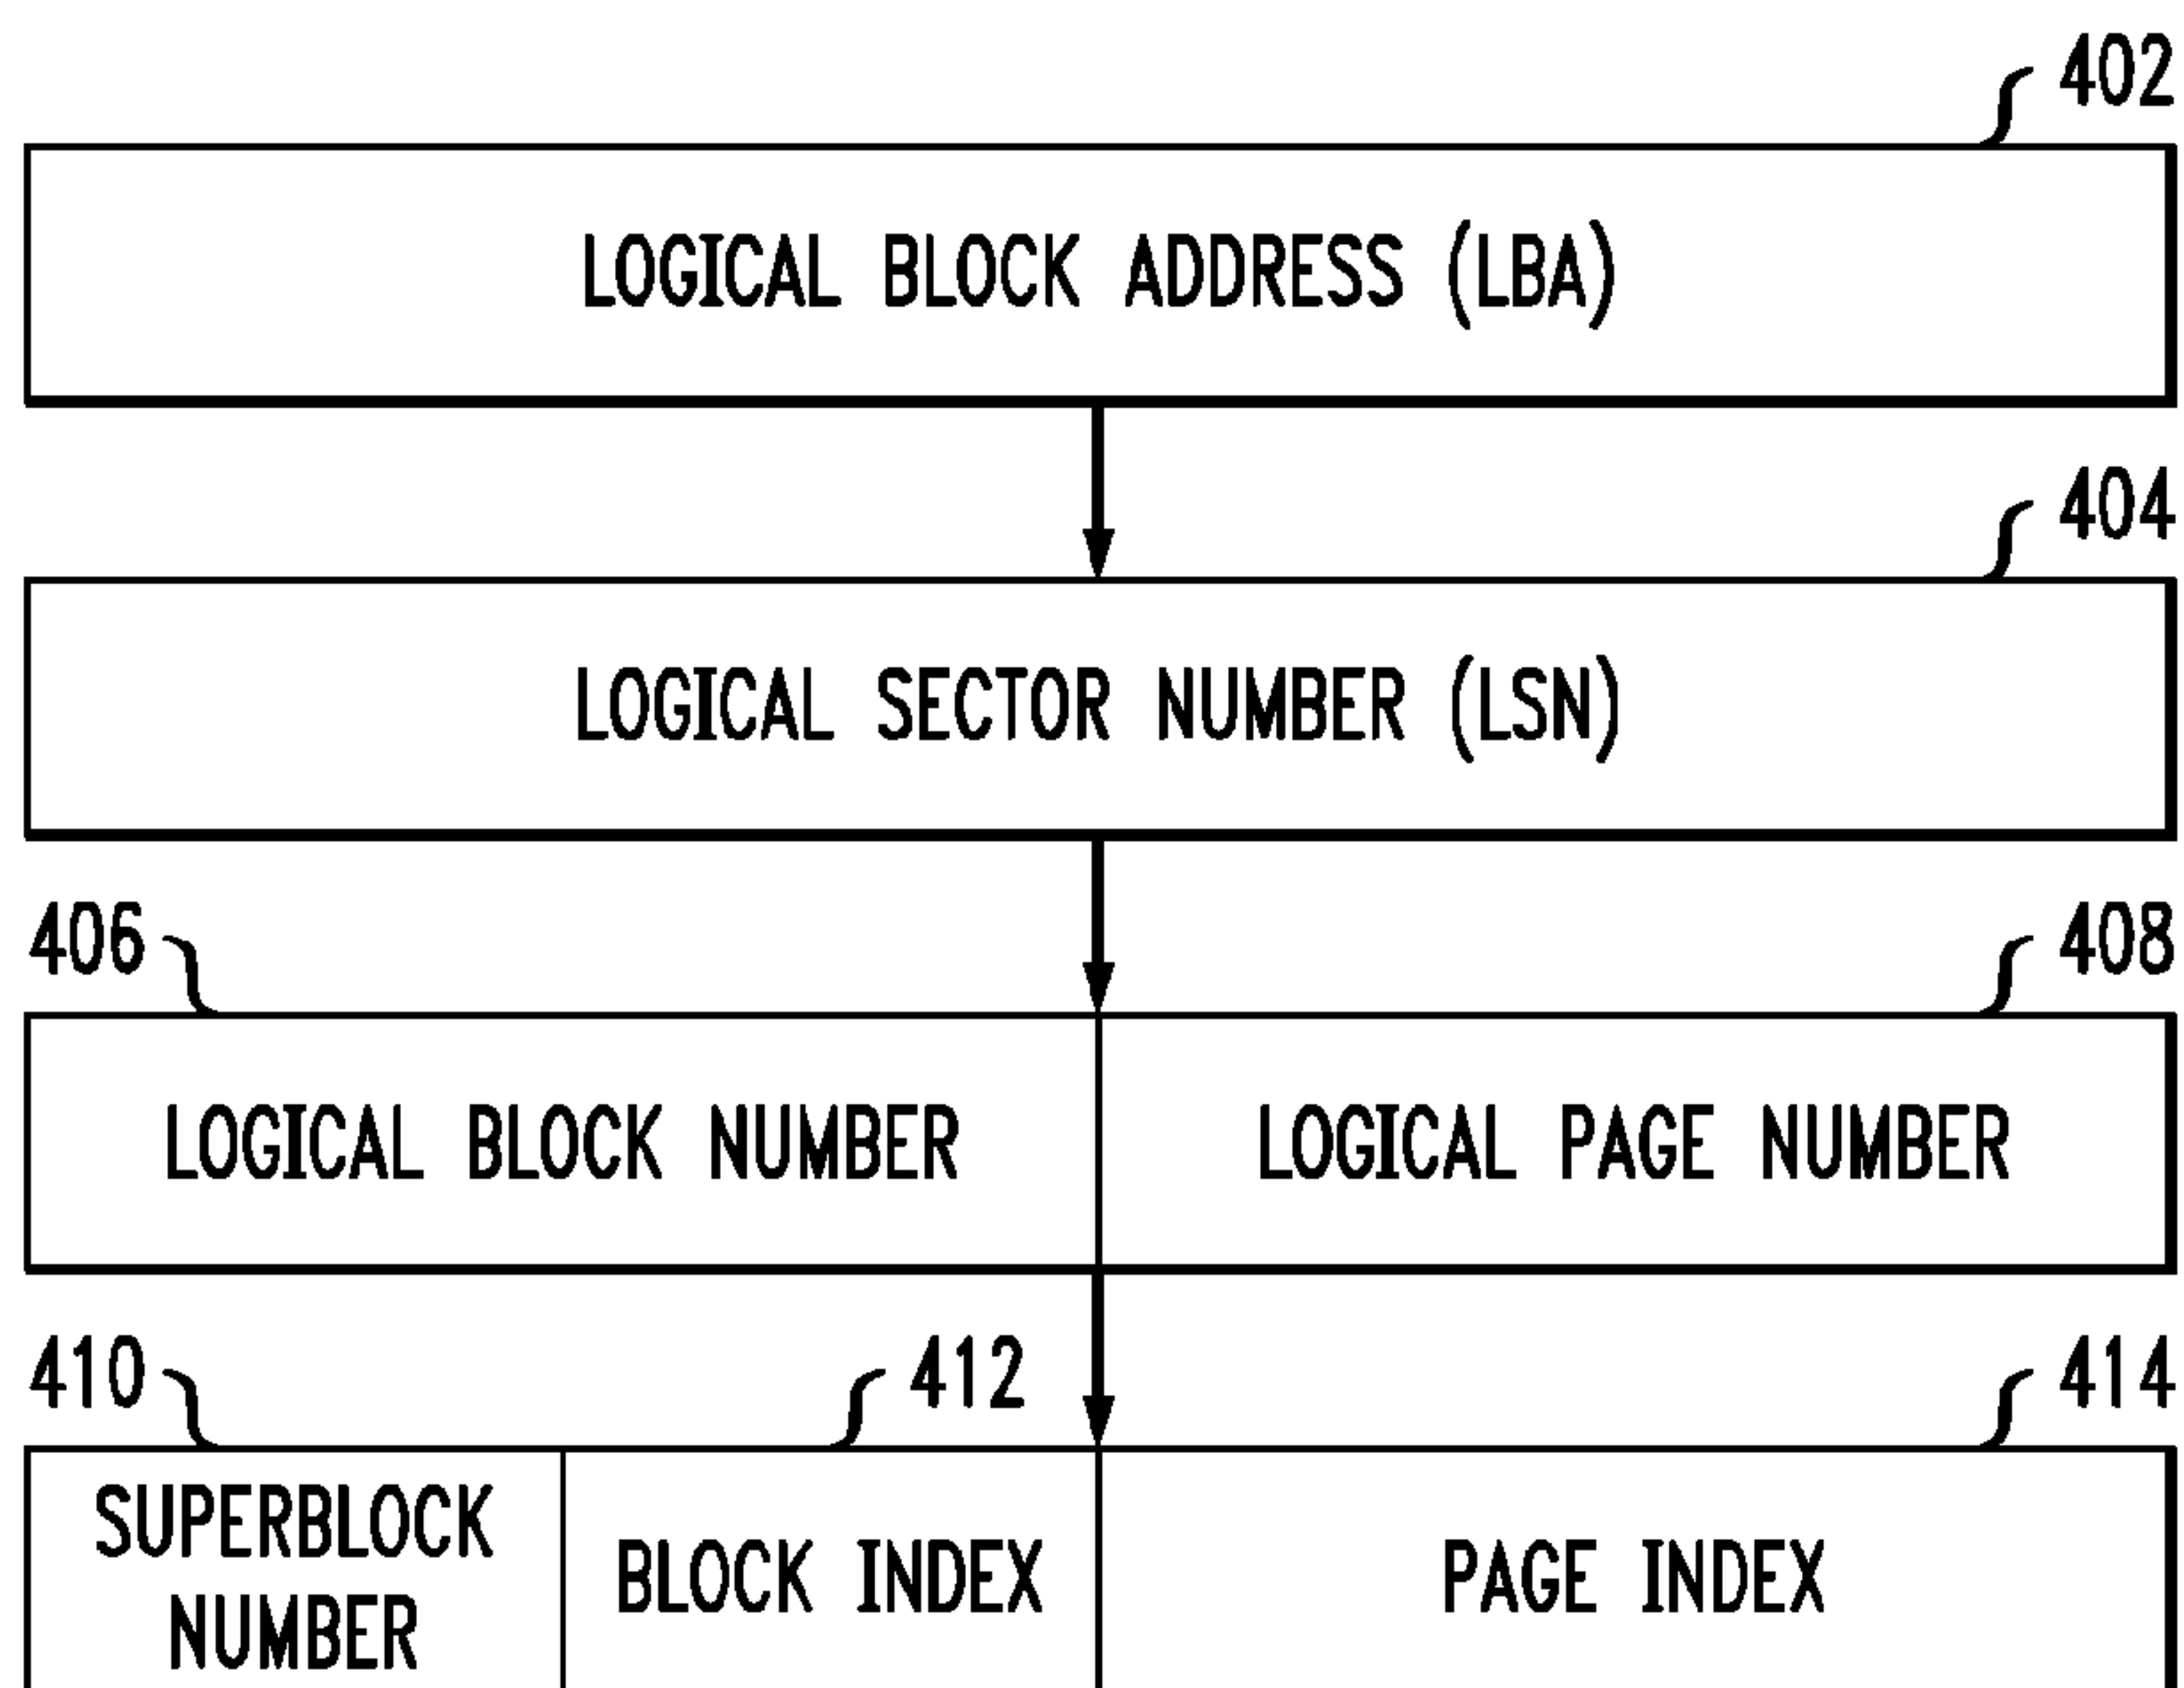 402
LOGICAL BLOCK ADDRESS (LBA)
404
LOGICAL SECTOR NUMBER (LSN)
406
408
LOGICAL BLOCK NUMBER
LOGICAL PAGE NUMBER
410
412
414
SUPERBLOCK
NUMBER
BLOCK INDEX
PAGE INDEX